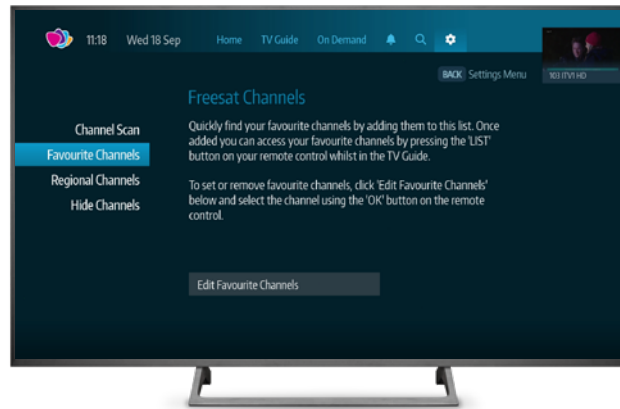 11:18 Wed 18 Sep Home TV Guide On Demand
BACK Settings Menu
103 ITV1 HD
Freesat Channels
Channel Scan
Favourite Channels
Regional Channels
Hide Channels
Quickly find your favourite channels by adding them to this list. Once
added you can access your favourite channels by pressing the 'LIST'
button on your remote control whilst in the TV Guide.
To set or remove favourite channels, click 'Edit Favourite Channels'
below and select the channel using the 'OK' button on the remote
control.
Edit Favourite Channels